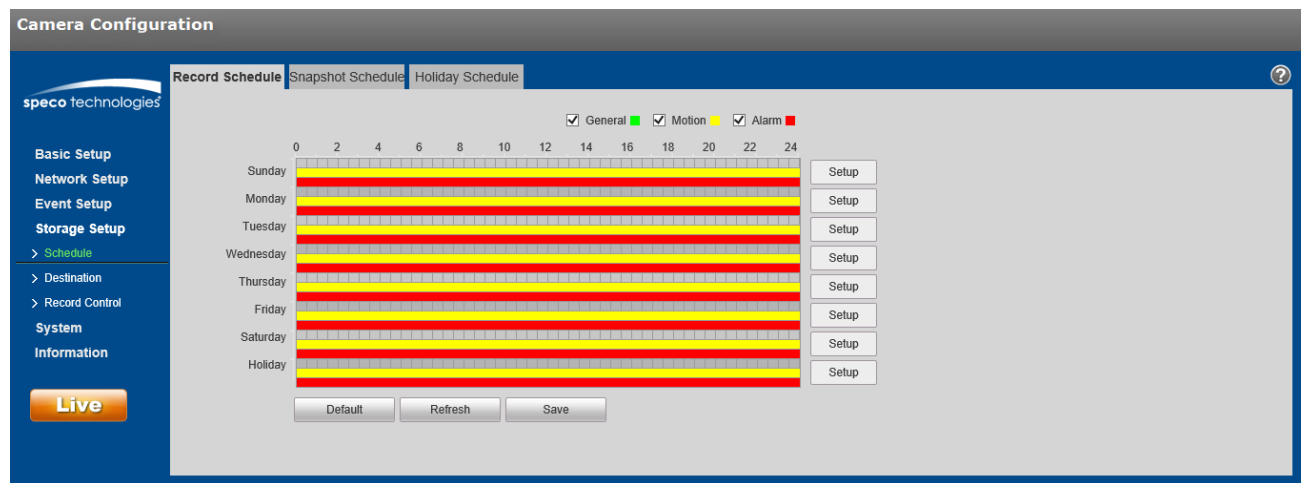 Camera Configuration
speco technologies
Record Schedule Snapshot Schedule Holiday Schedule ?
General Motion Alarm
0 2 4 6 8 10 12 14 16 18 20 22 24
Basic Setup
Network Setup
Event Setup
Storage Setup
> Schedule
> Destination
> Record Control
System
Information
Live
Sunday Setup
Monday Setup
Tuesday Setup
Wednesday Setup
Thursday Setup
Friday Setup
Saturday Setup
Holiday Setup
Default Refresh Save